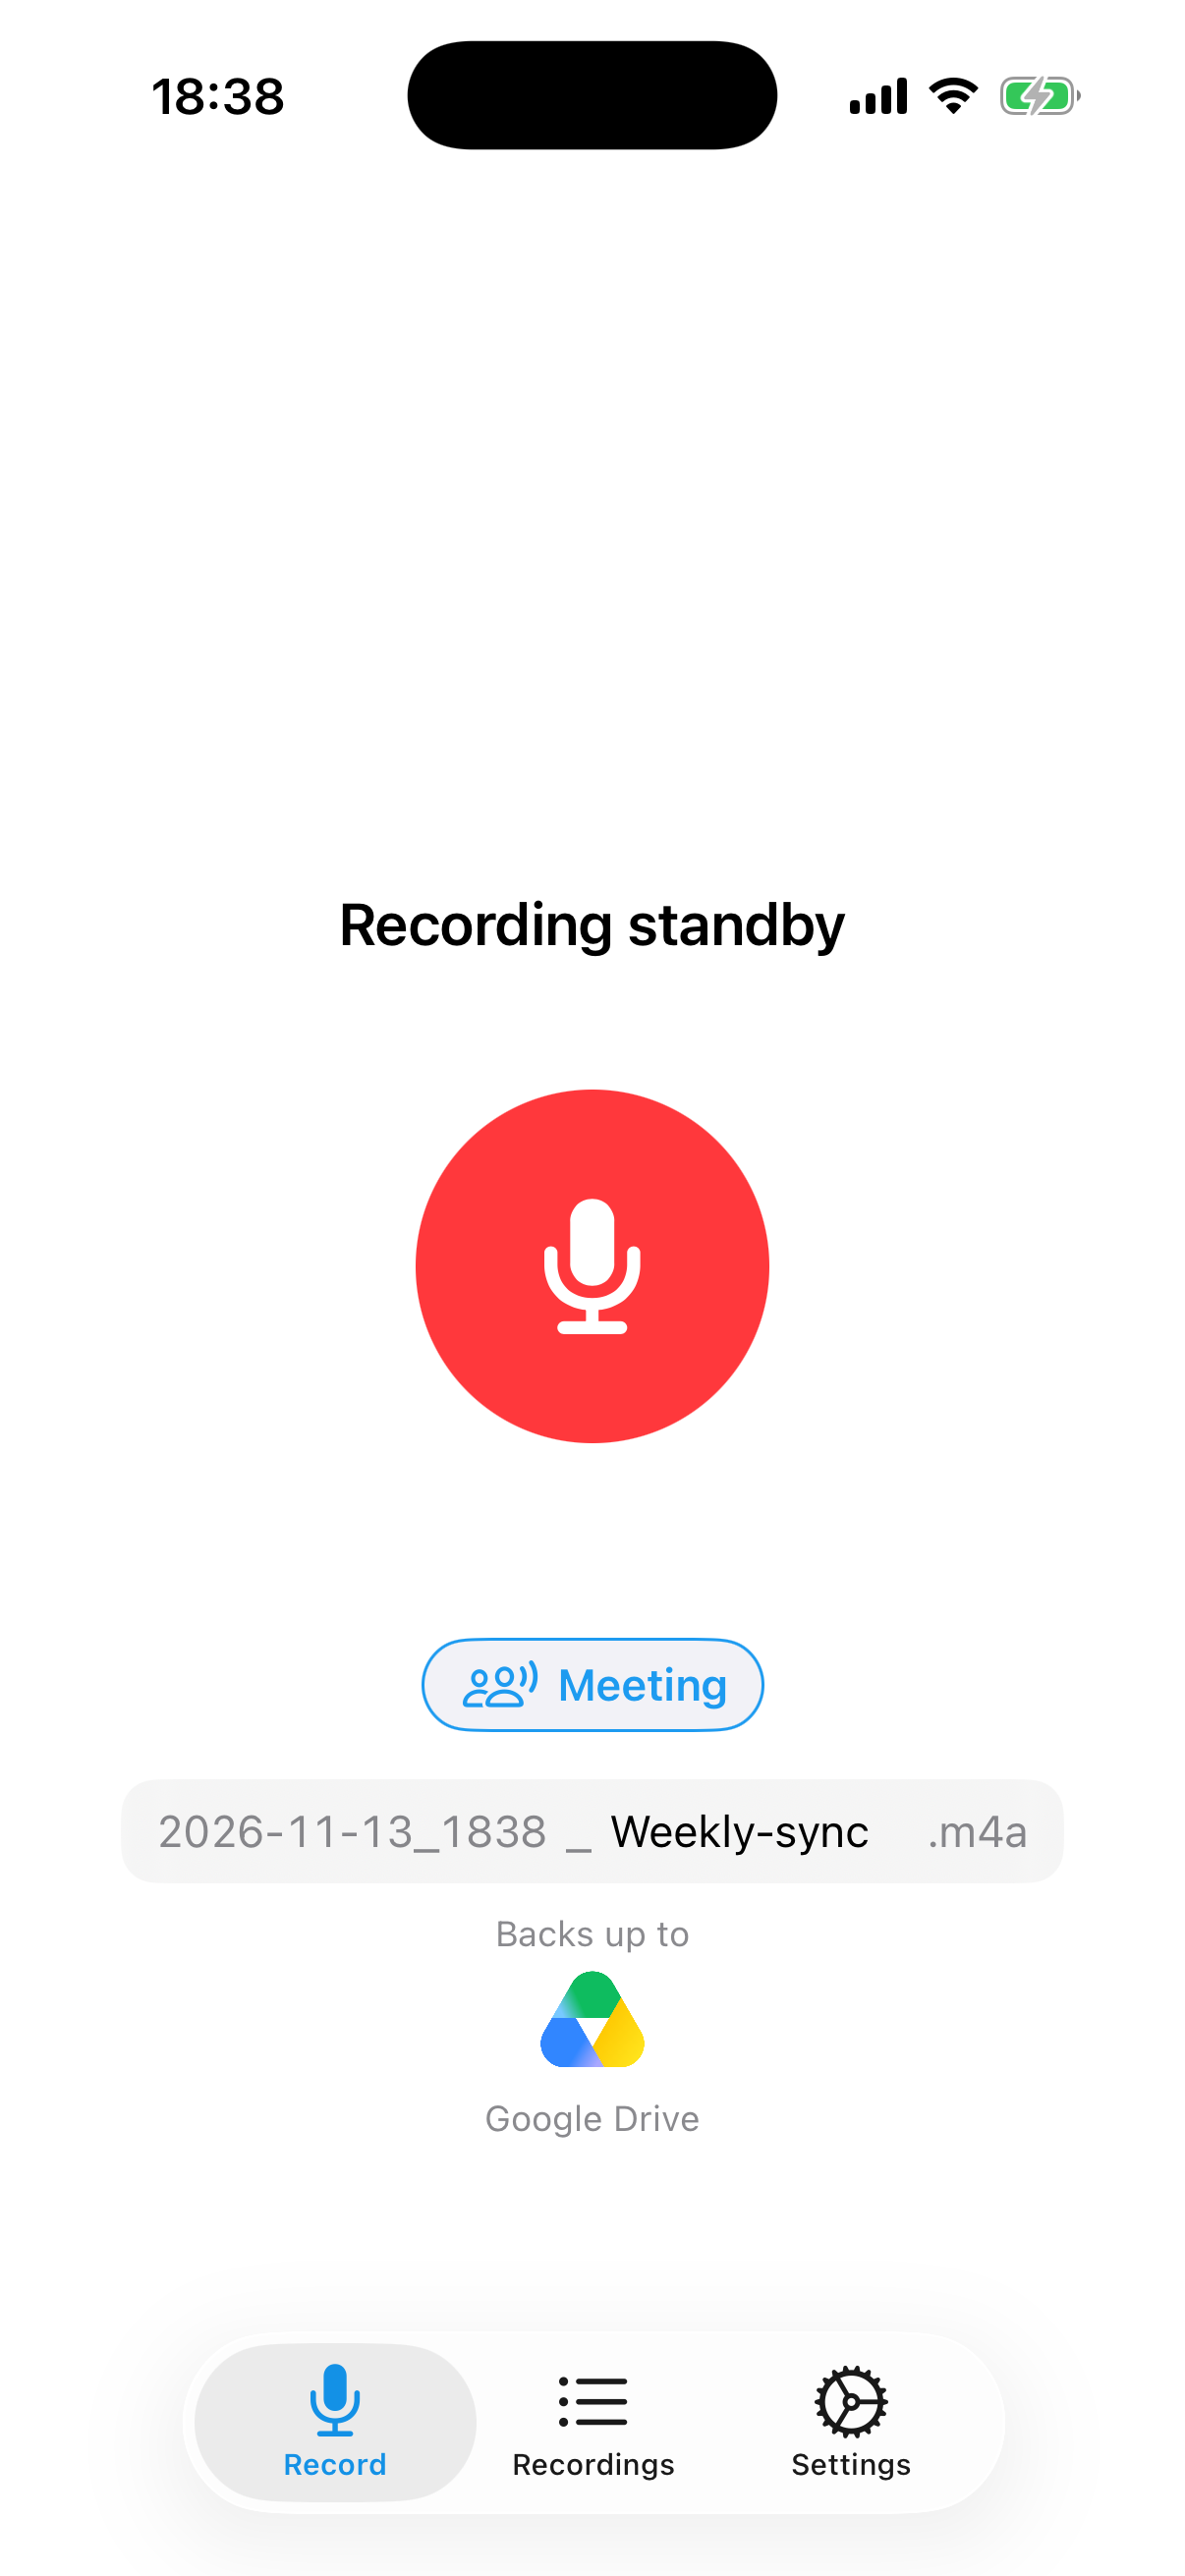 18:38
Recording standby
Meeting
2026-11-13_1838 _ Weekly-sync .m4a
Backs up to
Google Drive
Record Recordings Settings